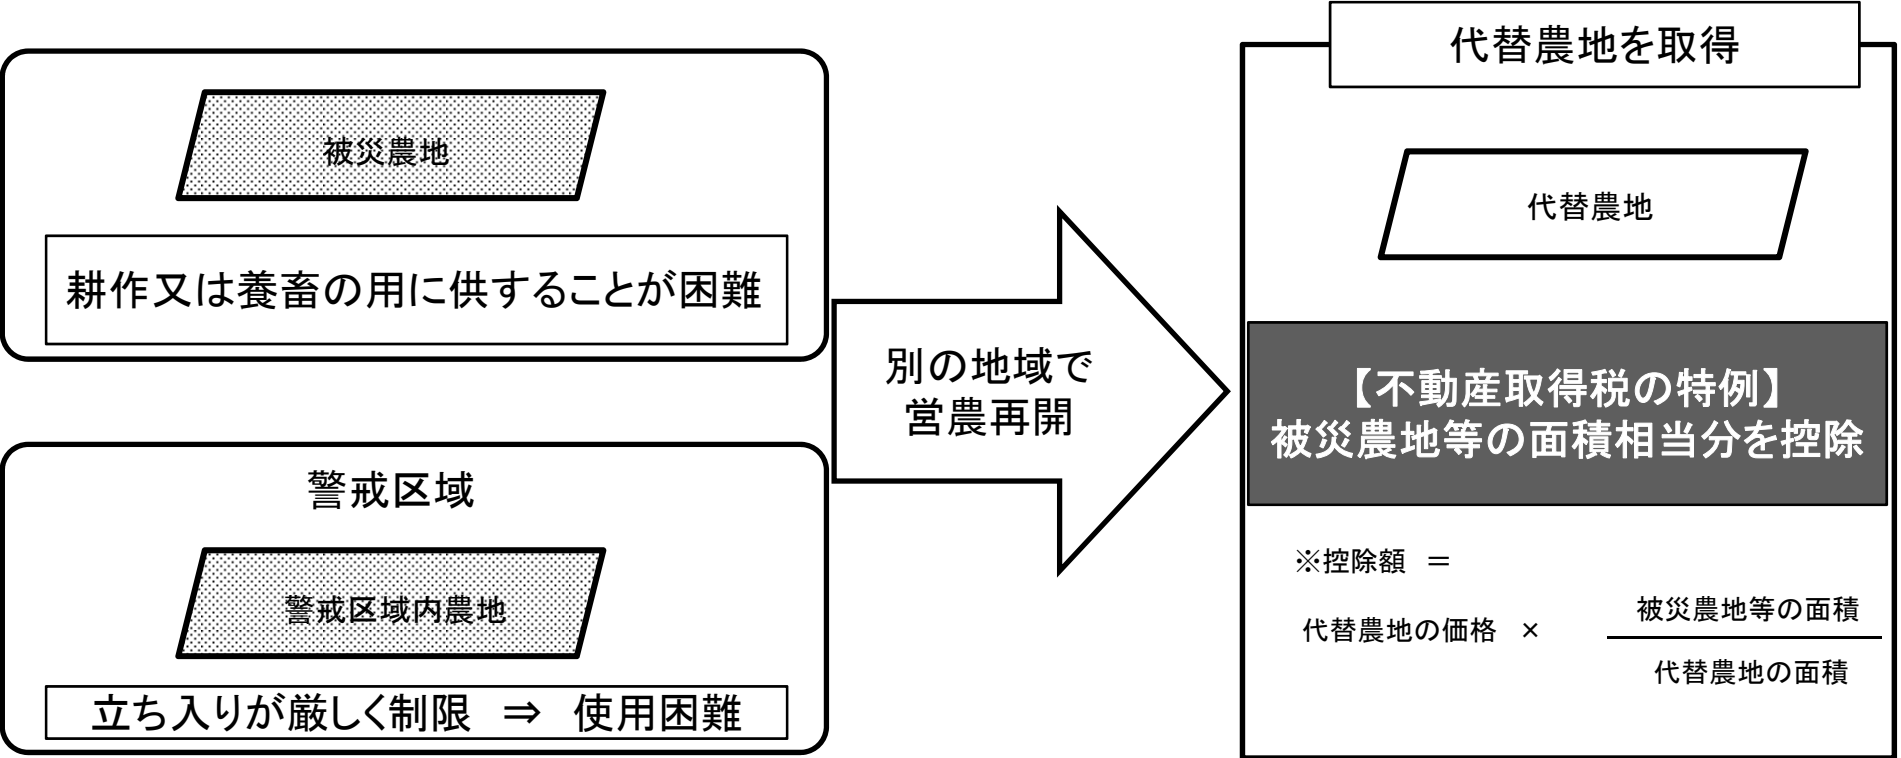 被災農地
耕作又は養畜の用に供することが困難
警戒区域
警戒区域内農地
立ち入りが厳しく制限　⇒　使用困難
別の地域で
営農再開
代替農地を取得
代替農地
【不動産取得税の特例】
被災農地等の面積相当分を控除
※控除額　＝
代替農地の価格　×
被災農地等の面積
代替農地の面積